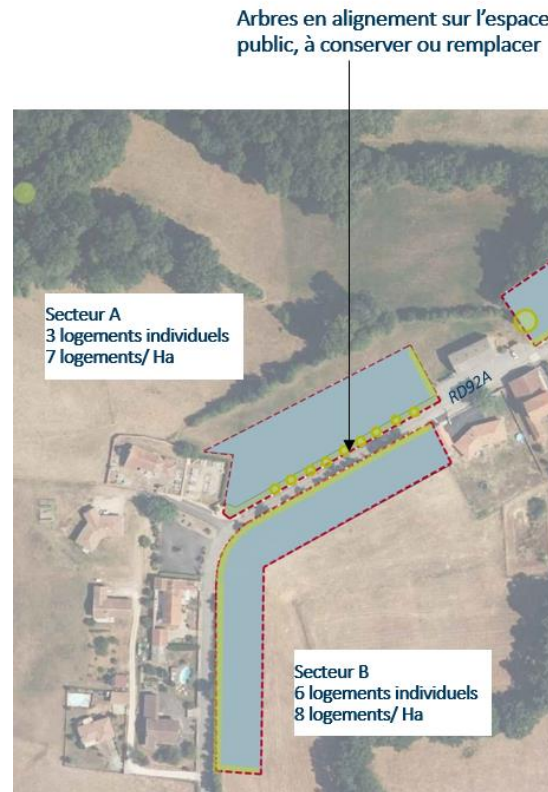 Arbres en alignement sur l’espace
public, à conserver ou remplacer
Secteur A
3 logements individuels
7 logements/ Ha
RD92A
Secteur B
6 logements individuels
8 logements/ Ha